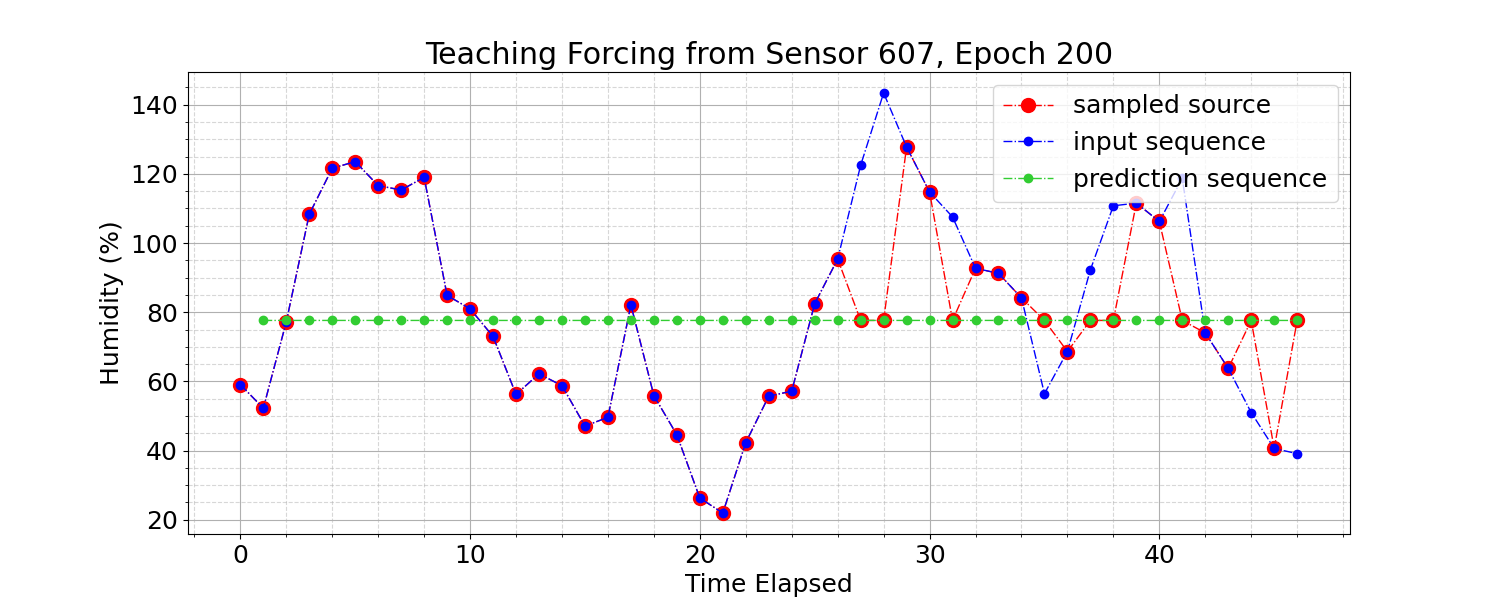 Teaching Forcing from Sensor 607, Epoch 200
Humidity (%)
140
120
100
80
60
40
20
sampled source
input sequence
prediction sequence
0
10
20
30
40
Time Elapsed